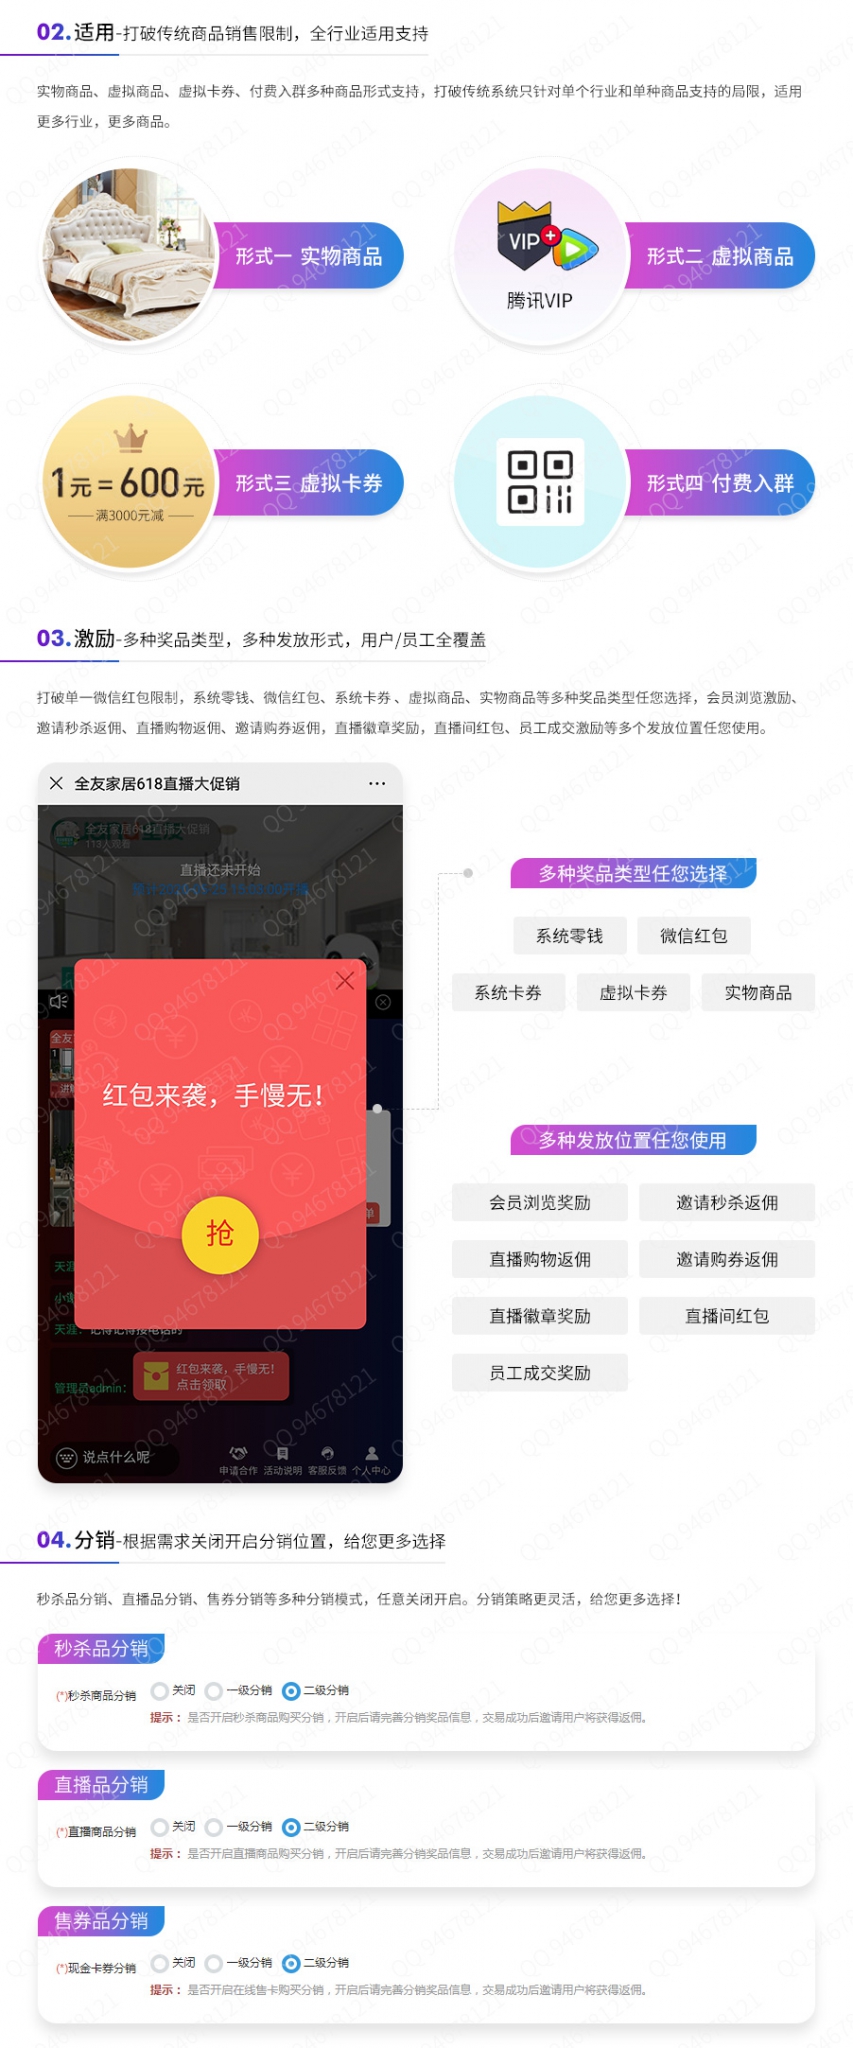 02.适用-打破传统商品销售限制，全行业适用支持
实物商品、虚拟商品、虚拟卡券、付费入群多种商品形式支持，打破传统系统只针对单个行业和单种商品支持的局限，适用
更多行业，更多商品。
形式一 实物商品
VIP
腾讯VIP
形式二 虚拟商品
1元=600元
满3000元减
形式三 虚拟卡券
形式四 付费入群
03.激励-多种奖品类型，多种发放形式，用户/员工全覆盖
打破单一微信红包限制，系统零钱、微信红包、系统卡券 、虚拟商品、实物商品等多种奖品类型任您选择，会员浏览激励、
邀请秒杀返佣、直播购物返佣、邀请购券返佣，直播徽章奖励，直播间红包、员工成交激励等多个发放位置任您使用。
全友家居618直播大促销
全友家居618直播大促销
113人观看
直播还未开始
红包来袭，手慢无！
抢
天涯：记得记得接电话的
管理员admin：
红包来袭，手慢无！
点击领取
说点什么呢
申请合作 活动说明 客服反馈 个人中心
多种奖品类型任您选择
系统零钱 微信红包
系统卡券 虚拟卡券 实物商品
多种发放位置任您使用
会员浏览奖励 邀请秒杀返佣
直播购物返佣 邀请购券返佣
直播徽章奖励 直播间红包
员工成交奖励
04.分销-根据需求关闭开启分销位置，给您更多选择
秒杀品分销、直播品分销、售券分销等多种分销模式，任意关闭开启。分销策略更灵活，给您更多选择！
秒杀品分销
(*)秒杀商品分销 关闭 一级分销 二级分销
提示： 是否开启秒杀商品购买分销，开启后请完善分销奖品信息，交易成功后邀请用户将获得返佣。
直播品分销
(*)直播商品分销 关闭 一级分销 二级分销
提示： 是否开启直播商品购买分销，开启后请完善分销奖品信息，交易成功后邀请用户将获得返佣。
售券品分销
(*)现金卡券分销 关闭 一级分销 二级分销
提示： 是否开启在线售卡购买分销，开启后请完善分销奖品信息，交易成功后邀请用户将获得返佣。
QQ 94678121